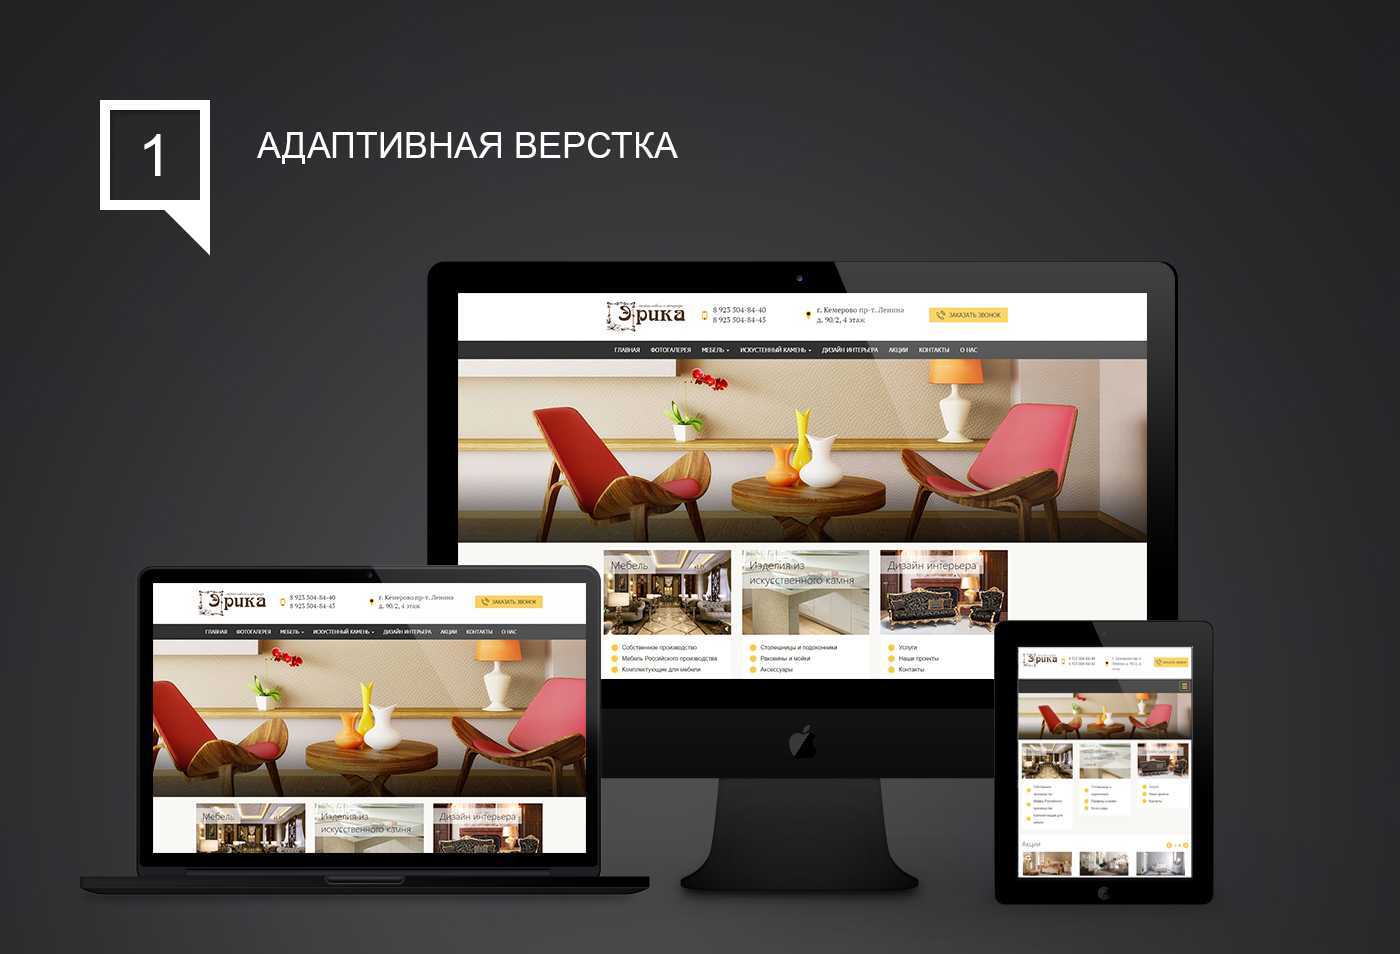 1
АДАПТИВНАЯ ВЕРСТКА
Эрика
8 923 504-84-40
8 923 504-84-45
г. Кемерово пр-т. Ленина
д. 90/2, 4 этаж
ЗАКАЗАТЬ ЗВОНОК
ГЛАВНАЯ ФОТОГАЛЕРЕЯ МЕБЕЛЬ ИСКУСТЕННЫЙ КАМЕНЬ ДИЗАЙН ИНТЕРЬЕРА АКЦИИ КОНТАКТЫ О НАС
Мебель
Изделия из
искусственного камня
Дизайн интерьера
Собственное производство
Мебель Российского производства
Комплектующие для мебели
Столешницы и подоконники
Раковины и мойки
Аксессуары
Услуги
Наши проекты
Контакты
Эрика
8 923 504-84-40
8 923 504-84-45
г. Кемерово пр-т. Ленина
д. 90/2, 4 этаж
ЗАКАЗАТЬ ЗВОНОК
ГЛАВНАЯ ФОТОГАЛЕРЕЯ МЕБЕЛЬ ИСКУСТЕННЫЙ КАМЕНЬ ДИЗАЙН ИНТЕРЬЕРА АКЦИИ КОНТАКТЫ О НАС
Мебель
Изделия из
искусственного камня
Дизайн интерьера
Эрика
Акции